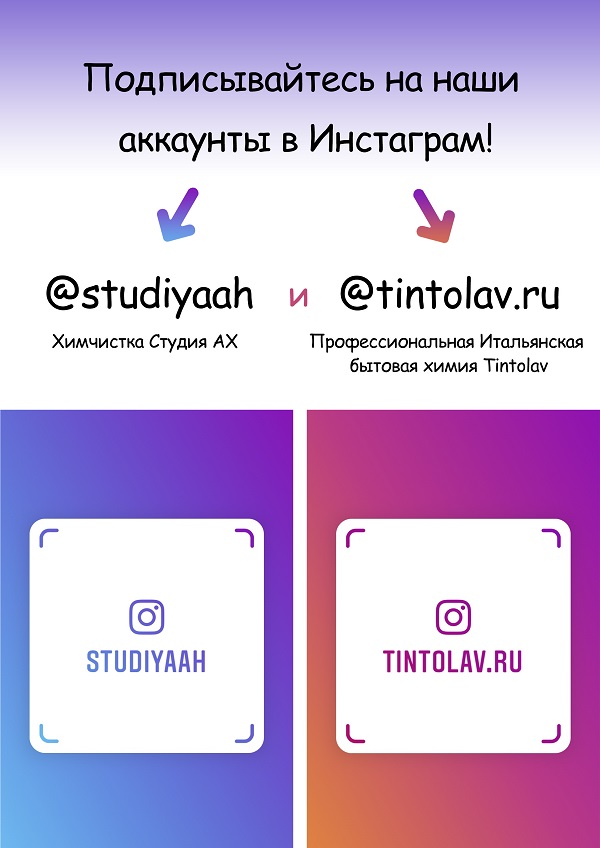 Подписывайтесь на наши
аккаунты в Инстаграм!
@studiyaah и @tintolav.ru
Химчистка Студия АХ
Профессиональная Итальянская
бытовая химия Tintolav
STUDIYAAH
TINTOLAV.RU